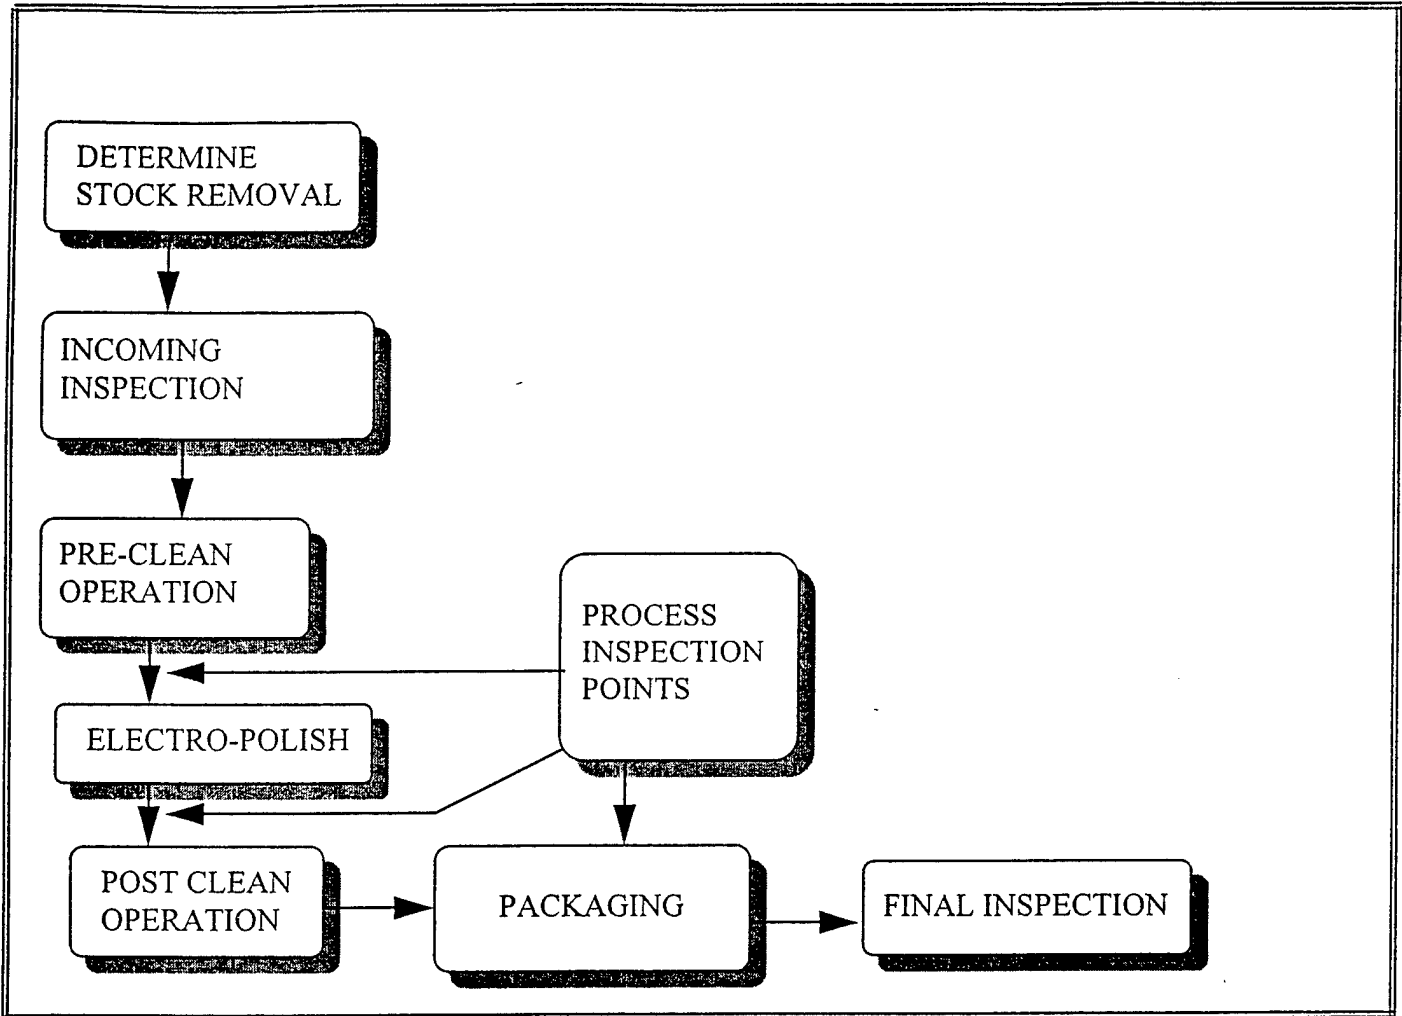 DETERMINE
STOCK REMOVAL
INCOMING
INSPECTION
PRE-CLEAN
OPERATION
PROCESS
INSPECTION
POINTS
ELECTRO-POLISH
POST CLEAN
OPERATION
PACKAGING
FINAL INSPECTION